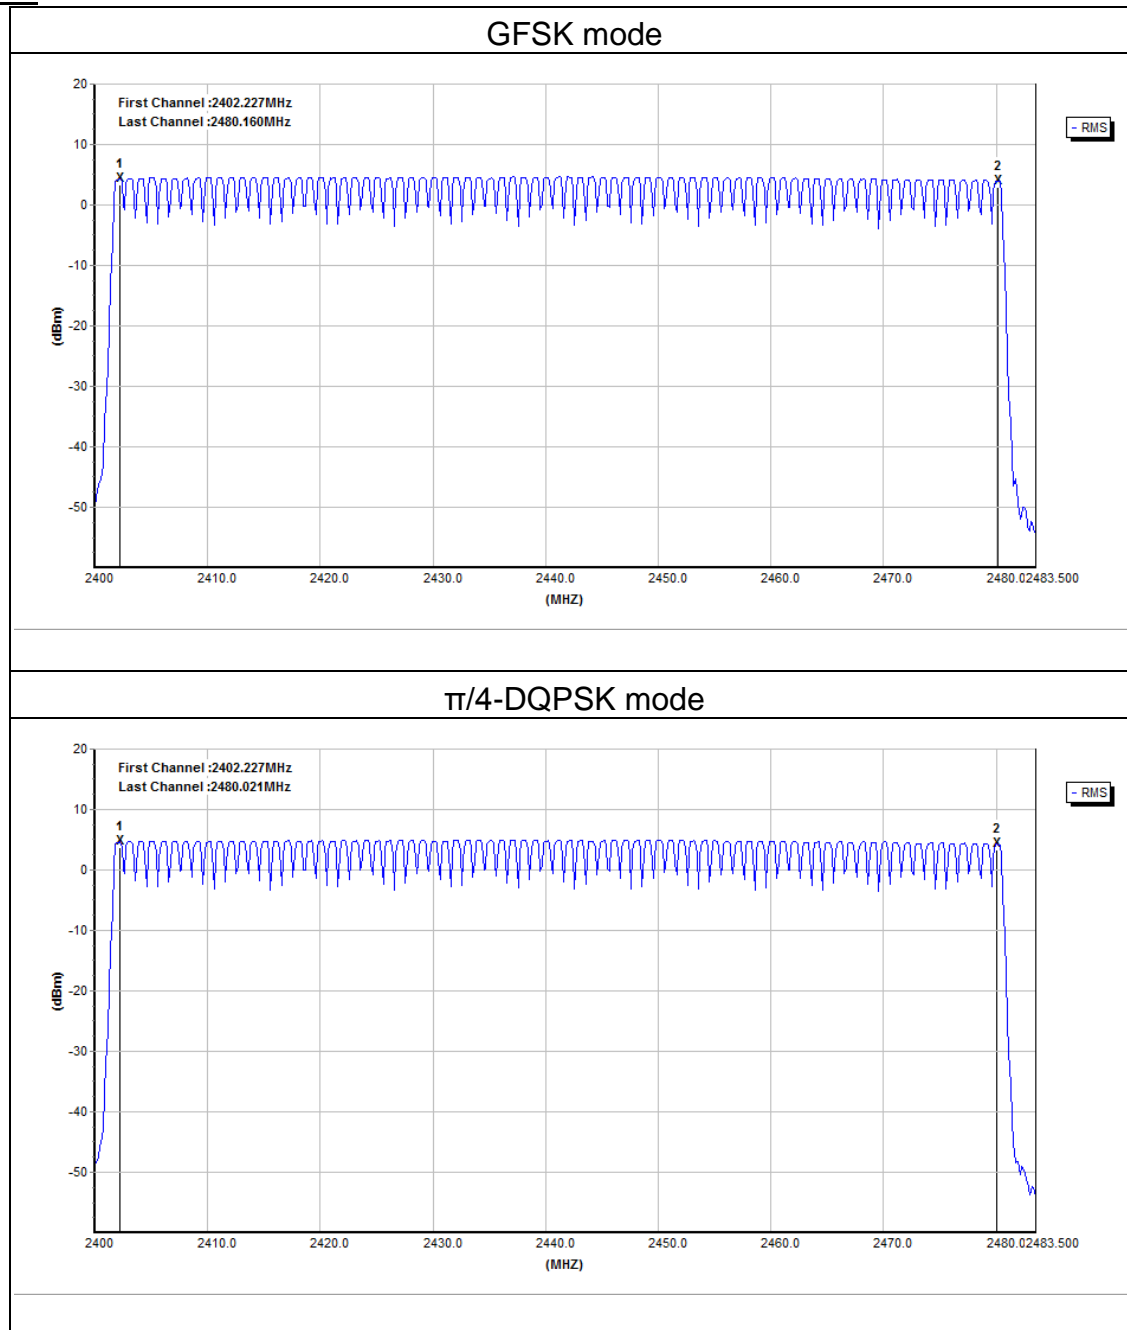 GFSK mode
20
First Channel :2402.227MHz
Last Channel :2480.160MHz
- RMS
10
1
2
X
X
0
-10
-20
(dBm)
-30
-40
-50
2400 2410.0 2420.0 2430.0 2440.0 2450.0 2460.0 2470.0 2480.02483.500
(MHZ)
π/4-DQPSK mode
20
First Channel :2402.227MHz
Last Channel :2480.021MHz
- RMS
10
1
2
X
X
0
-10
-20
(dBm)
-30
-40
-50
2400 2410.0 2420.0 2430.0 2440.0 2450.0 2460.0 2470.0 2480.02483.500
(MHZ)